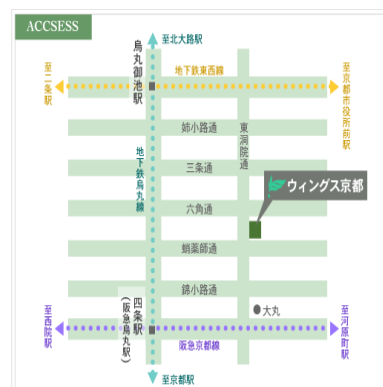 ACCSESS
至北大路駅
烏丸御池駅
地下鉄東西線
至二条駅
至京都市役所前駅
姉小路通
東洞院通
地下鉄烏丸線
三条通
ウィングス京都
六角通
蛸薬師通
錦小路通
四条駅
(阪急烏丸駅)
大丸
至西院駅
至河原町駅
阪急京都線
至京都駅